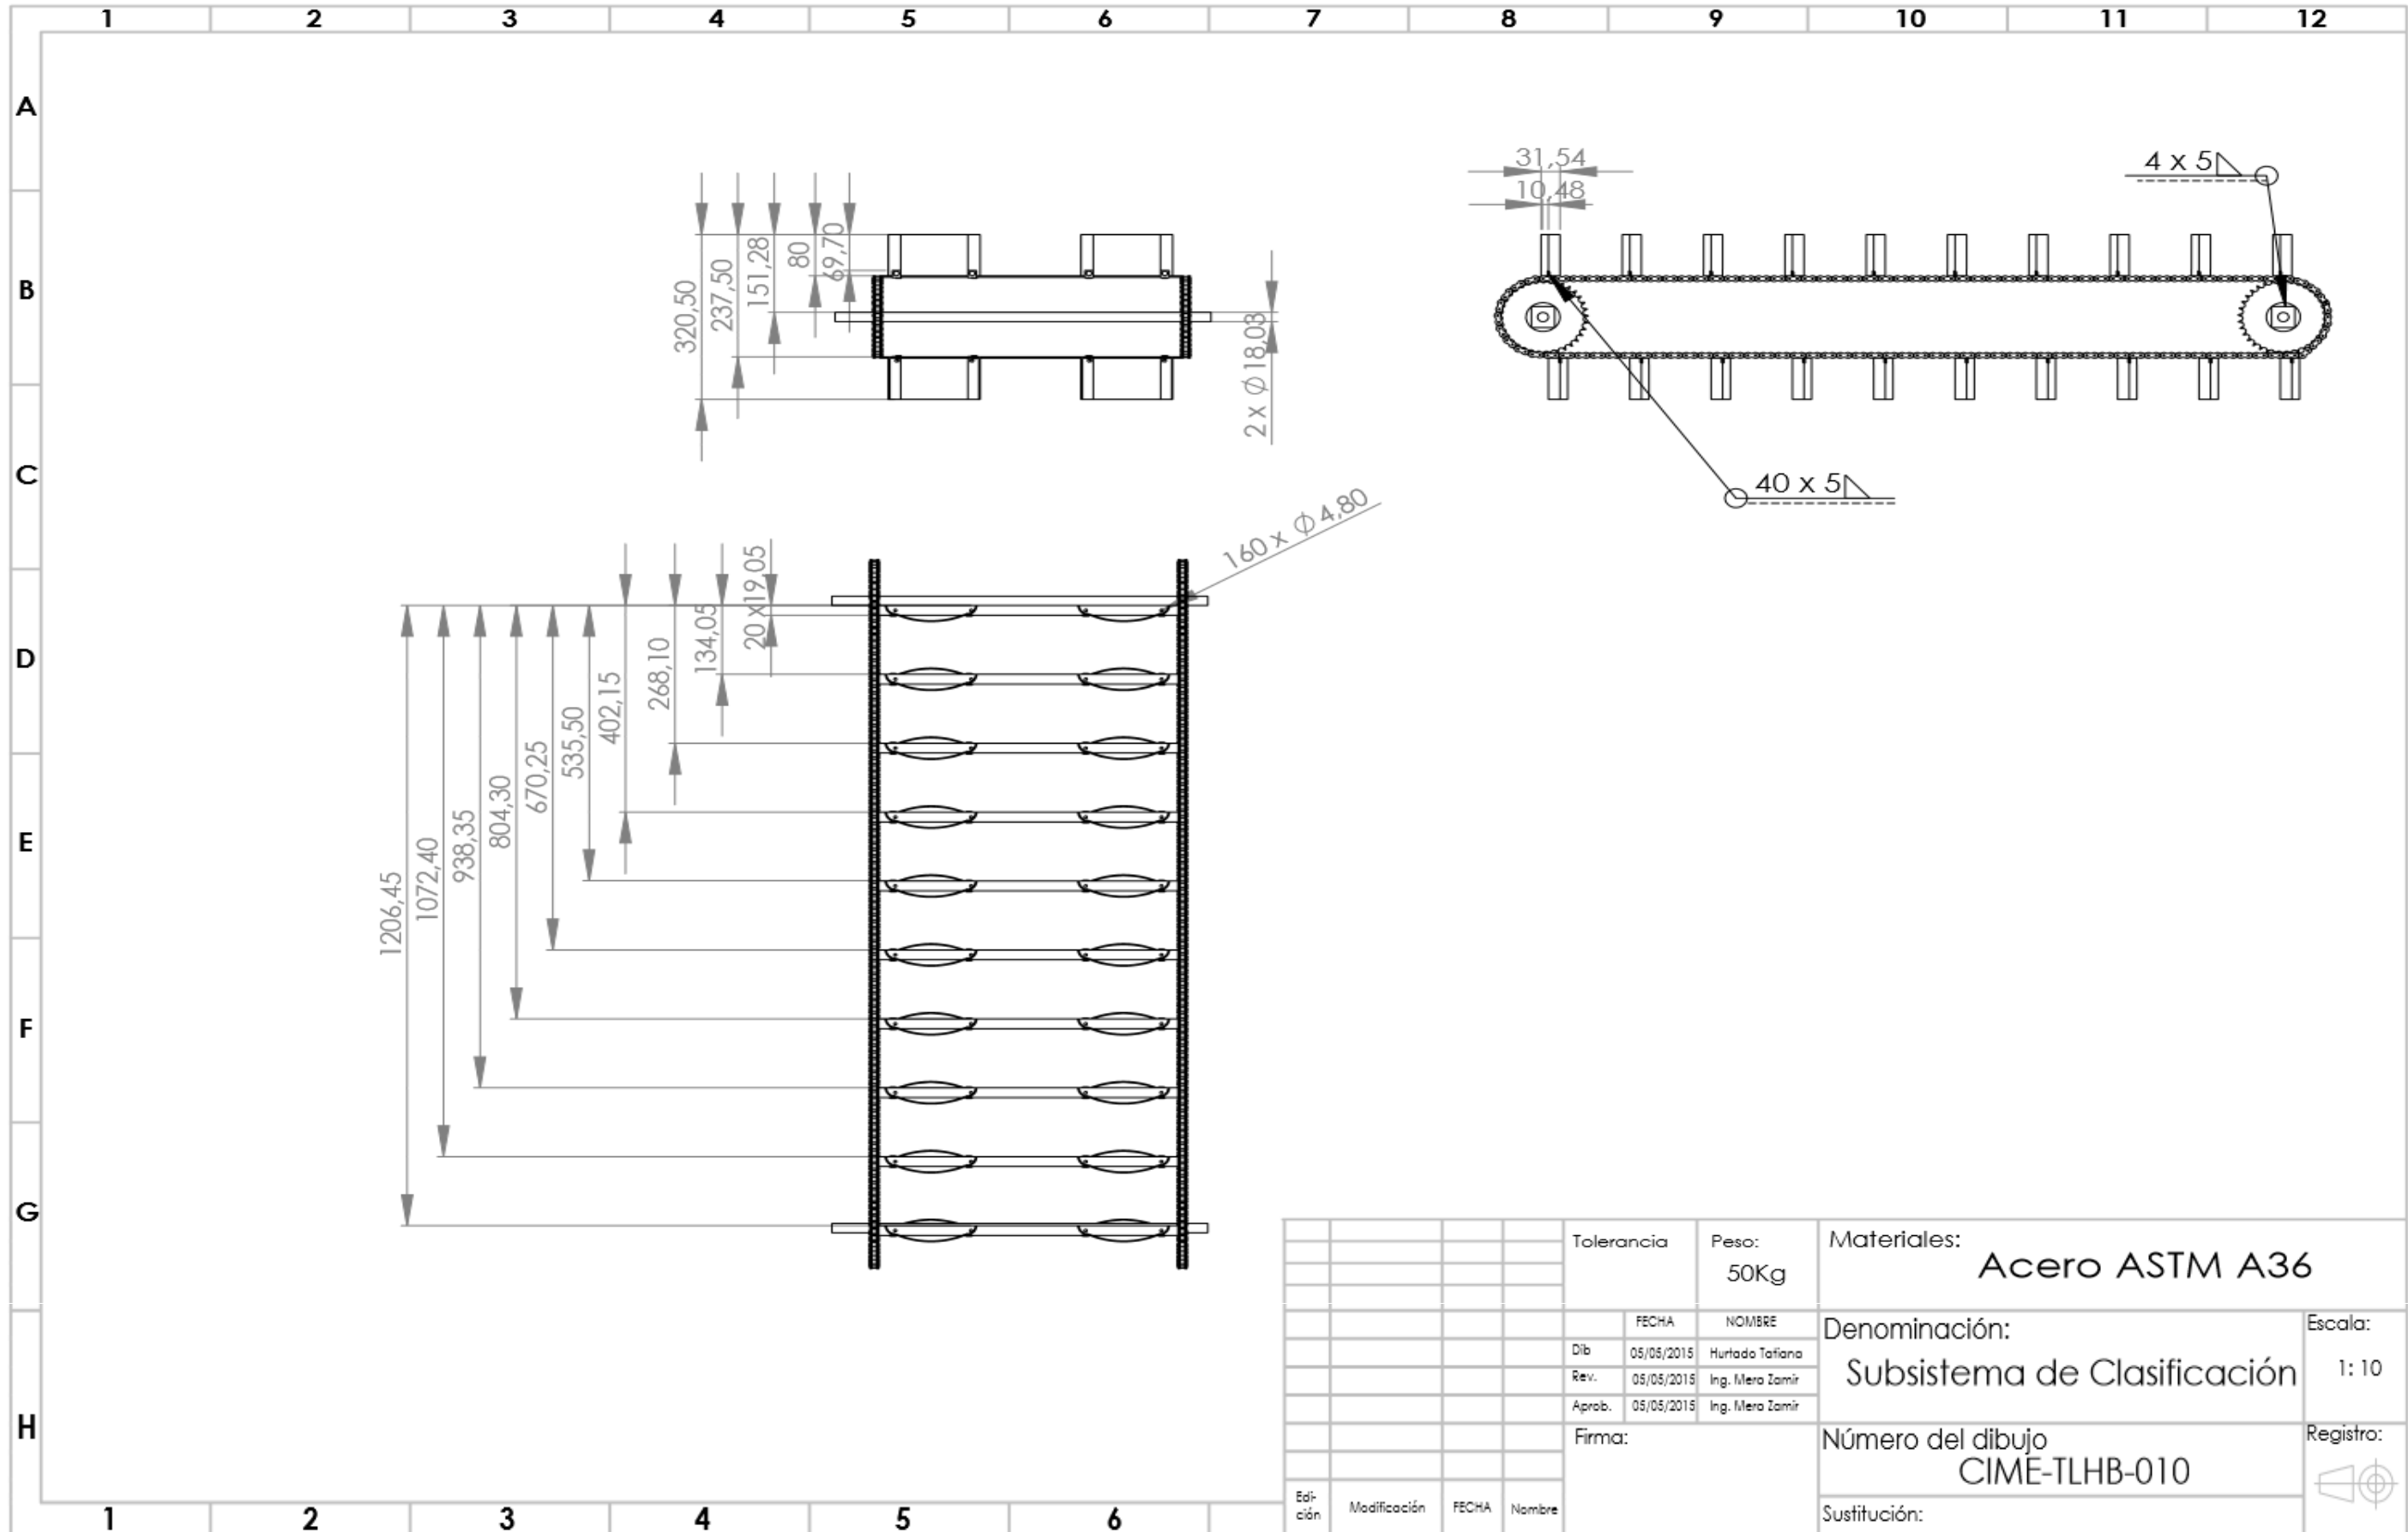 1 2 3 4 5 6 7 8 9 10 11 12
A
B
C
D
E
F
G
H
320,50
237,50
151,28
80
69,70
2 x Ø18,03
31,54
10,48
4 x 5
40 x 5
160 x Ø 4,80
1206,45
1072,40
938,35
804,30
670,25
535,50
402,15
268,10
134,05
20 x19,05
Tolerancia
Peso:
50Kg
Materiales:
Acero ASTM A36
FECHA NOMBRE
Dib 05/05/2015 Hurtado Tatiana
Rev. 05/05/2015 Ing. Mera Zamir
Aprob. 05/05/2015 Ing. Mera Zamir
Denominación:
Subsistema de Clasificación
Escala:
1:10
Firma:
Número del dibujo
CIME-TLHB-010
Registro:
Sustitución:
Edi-
ción Modificación FECHA Nombre
1 2 3 4 5 6